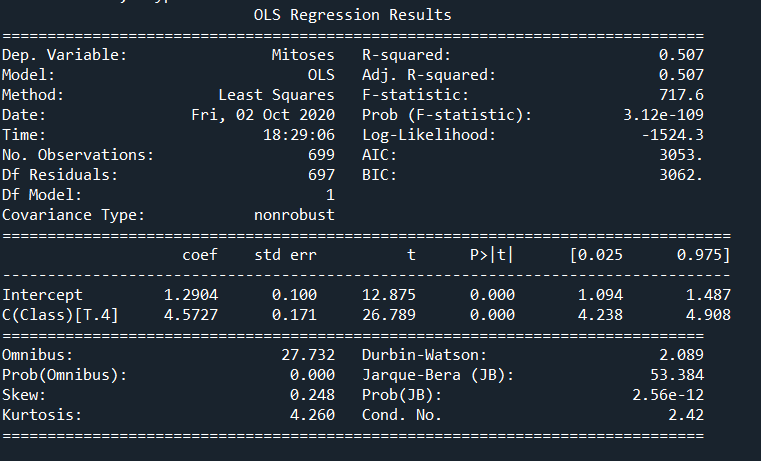 OLS Regression Results
==============================================================================
Dep. Variable:                Mitoses   R-squared:                       0.507
Model:                            OLS   Adj. R-squared:                  0.507
Method:                 Least Squares   F-statistic:                     717.6
Date:                Fri, 02 Oct 2020   Prob (F-statistic):          3.12e-109
Time:                        18:29:06   Log-Likelihood:                -1524.3
No. Observations:                 699   AIC:                             3053.
Df Residuals:                     697   BIC:                             3062.
Df Model:                           1
Covariance Type:            nonrobust
=================================================================================
                    coef    std err          t      P>|t|      [0.025      0.975]
---------------------------------------------------------------------------------
Intercept         1.2904      0.100     12.875      0.000       1.094       1.487
C(Class)[T.4]     4.5727      0.171     26.789      0.000       4.238       4.908
==============================================================================
Omnibus:                       27.732   Durbin-Watson:                   2.089
Prob(Omnibus):                  0.000   Jarque-Bera (JB):               53.384
Skew:                           0.248   Prob(JB):                     2.56e-12
Kurtosis:                       4.260   Cond. No.                         2.42
==============================================================================